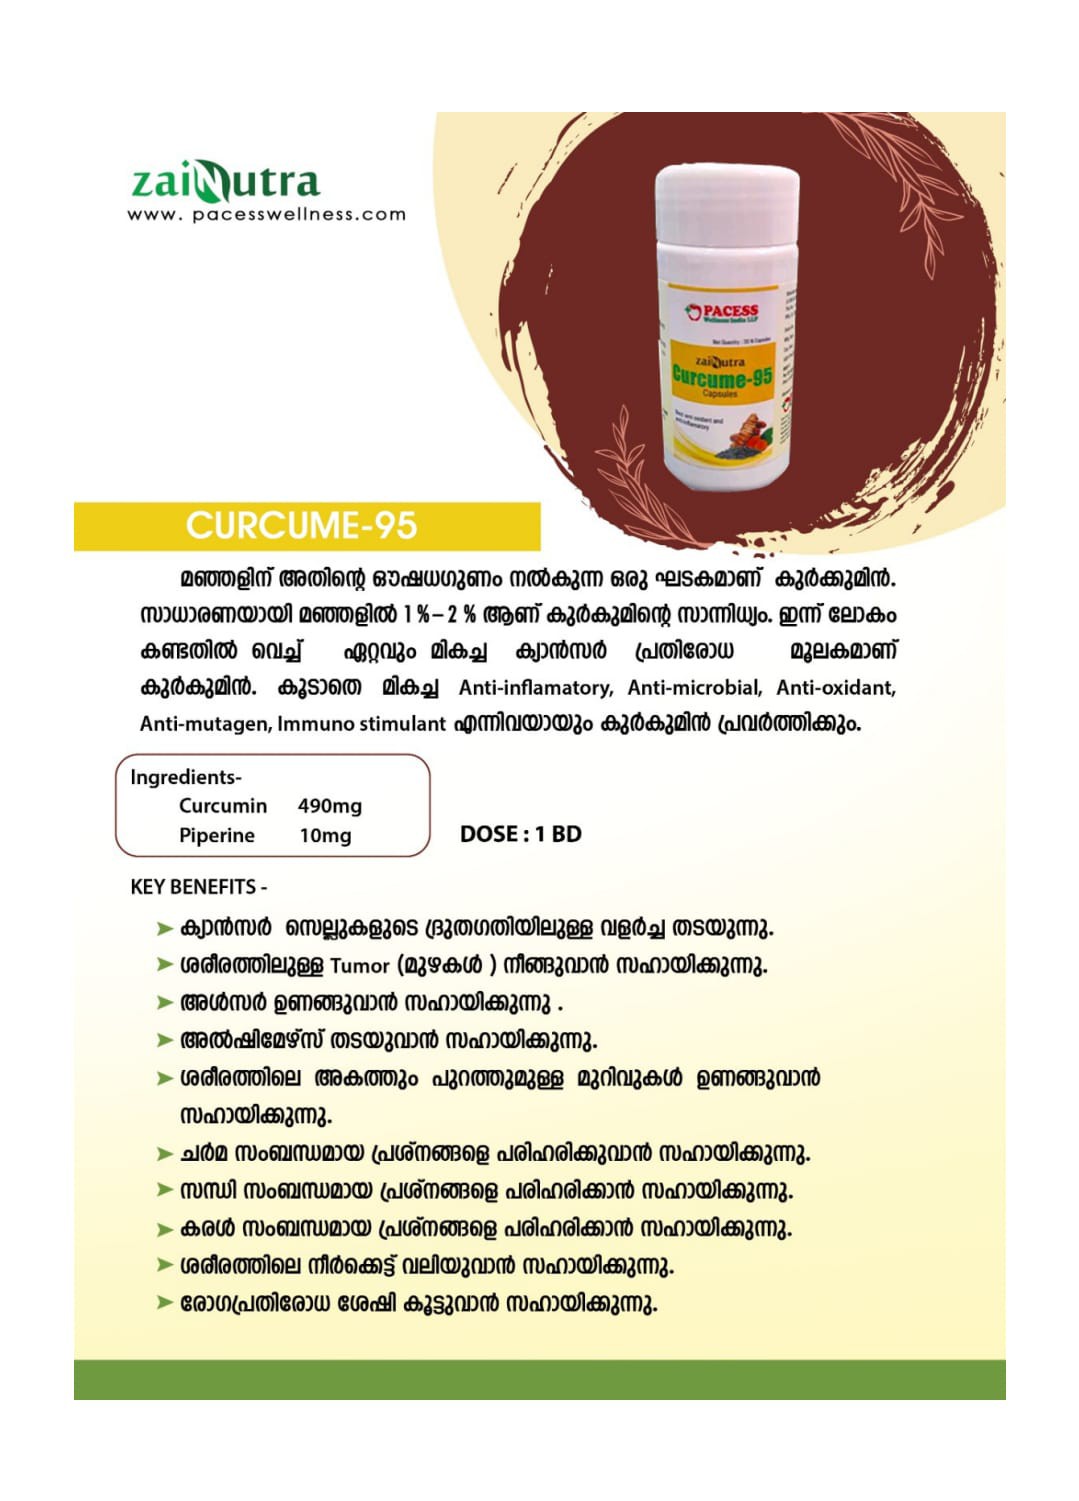 zaiNutra
www. pacesswellness.com
PACESS
Wellness India LLP
zaiNutra
Curcume-95
Capsules
CURCUME-95
മഞ്ഞളിന് അതിന്റെ ഔഷധഗുണം നൽകുന്ന ഒരു ഘടകമാണ് കുർക്കുമിൻ.
സാധാരണയായി മഞ്ഞളിൽ 1%– 2 % ആണ് കുർകുമിന്റെ സാന്നിധ്യം. ഇന്ന് ലോകം
കണ്ടതിൽ വെച്ച് ഏറ്റവും മികച്ച ക്യാൻസർ പ്രതിരോധ മൂലകമാണ്
കുർകുമിൻ. കൂടാതെ മികച്ച Anti-inflamatory, Anti-microbial, Anti-oxidant,
Anti-mutagen, Immuno stimulant എന്നിവയായും കുർകുമിൻ പ്രവർത്തിക്കും.
Ingredients-
Curcumin 490mg
Piperine 10mg
DOSE : 1 BD
KEY BENEFITS -
➤ ക്യാൻസർ സെല്ലുകളുടെ ദ്രുതഗതിയിലുള്ള വളർച്ച തടയുന്നു.
➤ ശരീരത്തിലുള്ള Tumor (മുഴകൾ ) നീങ്ങുവാൻ സഹായിക്കുന്നു.
➤ അൾസർ ഉണങ്ങുവാൻ സഹായിക്കുന്നു .
➤ അൽഷിമേഴ്സ് തടയുവാൻ സഹായിക്കുന്നു.
➤ ശരീരത്തിലെ അകത്തും പുറത്തുമുള്ള മുറിവുകൾ ഉണങ്ങുവാൻ
സഹായിക്കുന്നു.
➤ ചർമ സംബന്ധമായ പ്രശ്നങ്ങളെ പരിഹരിക്കുവാൻ സഹായിക്കുന്നു.
➤ സന്ധി സംബന്ധമായ പ്രശ്നങ്ങളെ പരിഹരിക്കാൻ സഹായിക്കുന്നു.
➤ കരൾ സംബന്ധമായ പ്രശ്നങ്ങളെ പരിഹരിക്കാൻ സഹായിക്കുന്നു.
➤ ശരീരത്തിലെ നീർക്കെട്ട് വലിയുവാൻ സഹായിക്കുന്നു.
➤ രോഗപ്രതിരോധ ശേഷി കൂട്ടുവാൻ സഹായിക്കുന്നു.